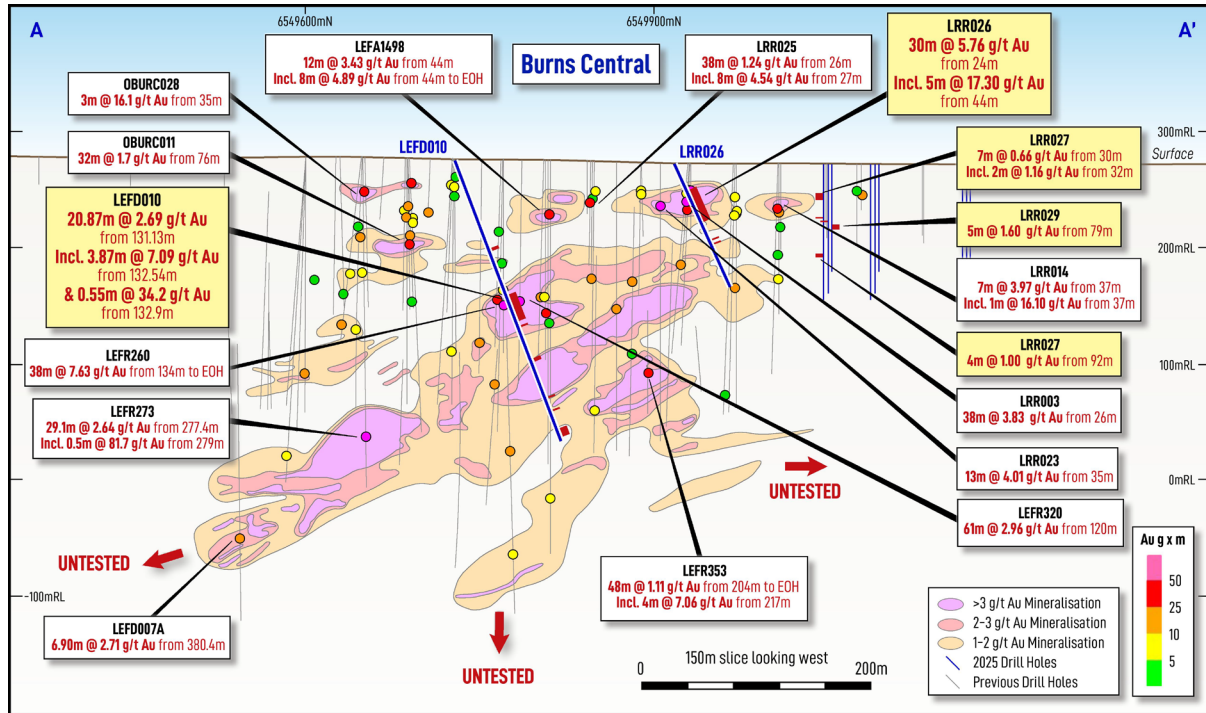 6549600mN
6549900mN
A
A'
Burns Central
LEFA1498
12m @ 3.43 g/t Au from 44m
Incl. 8m @ 4.89 g/t Au from 44m to EOH
LRR025
38m @ 1.24 g/t Au from 26m
Incl. 8m @ 4.54 g/t Au from 27m
LRR026
30m @ 5.76 g/t Au
from 24m
Incl. 5m @ 17.30 g/t Au
from 44m
OBURC028
3m @ 16.1 g/t Au from 35m
OBURC011
32m @ 1.7 g/t Au from 76m
LEFD010
20.87m @ 2.69 g/t Au
from 131.13m
Incl. 3.87m @ 7.09 g/t Au
from 132.54m
& 0.55m @ 34.2 g/t Au
from 132.9m
LEFR260
38m @ 7.63 g/t Au from 134m to EOH
LEFR273
29.1m @ 2.64 g/t Au from 277.4m
Incl. 0.5m @ 81.7 g/t Au from 279m
LEFD007A
6.90m @ 2.71 g/t Au from 380.4m
LEFD010
LRR026
300mRL
Surface
200mRL
100mRL
0mRL
-100mRL
LRR027
7m @ 0.66 g/t Au from 30m
Incl. 2m @ 1.16 g/t Au from 32m
LRR029
5m @ 1.60 g/t Au from 79m
LRR014
7m @ 3.97 g/t Au from 37m
Incl. 1m @ 16.10 g/t Au from 37m
LRR027
4m @ 1.00 g/t Au from 92m
LRR003
38m @ 3.83 g/t Au from 26m
LRR023
13m @ 4.01 g/t Au from 35m
LEFR320
61m @ 2.96 g/t Au from 120m
LEFR353
48m @ 1.11 g/t Au from 204m to EOH
Incl. 4m @ 7.06 g/t Au from 217m
UNTESTED
UNTESTED
UNTESTED
150m slice looking west
0
200m
>3 g/t Au Mineralisation
2-3 g/t Au Mineralisation
1-2 g/t Au Mineralisation
2025 Drill Holes
Previous Drill Holes
Au g x m
50
25
10
5